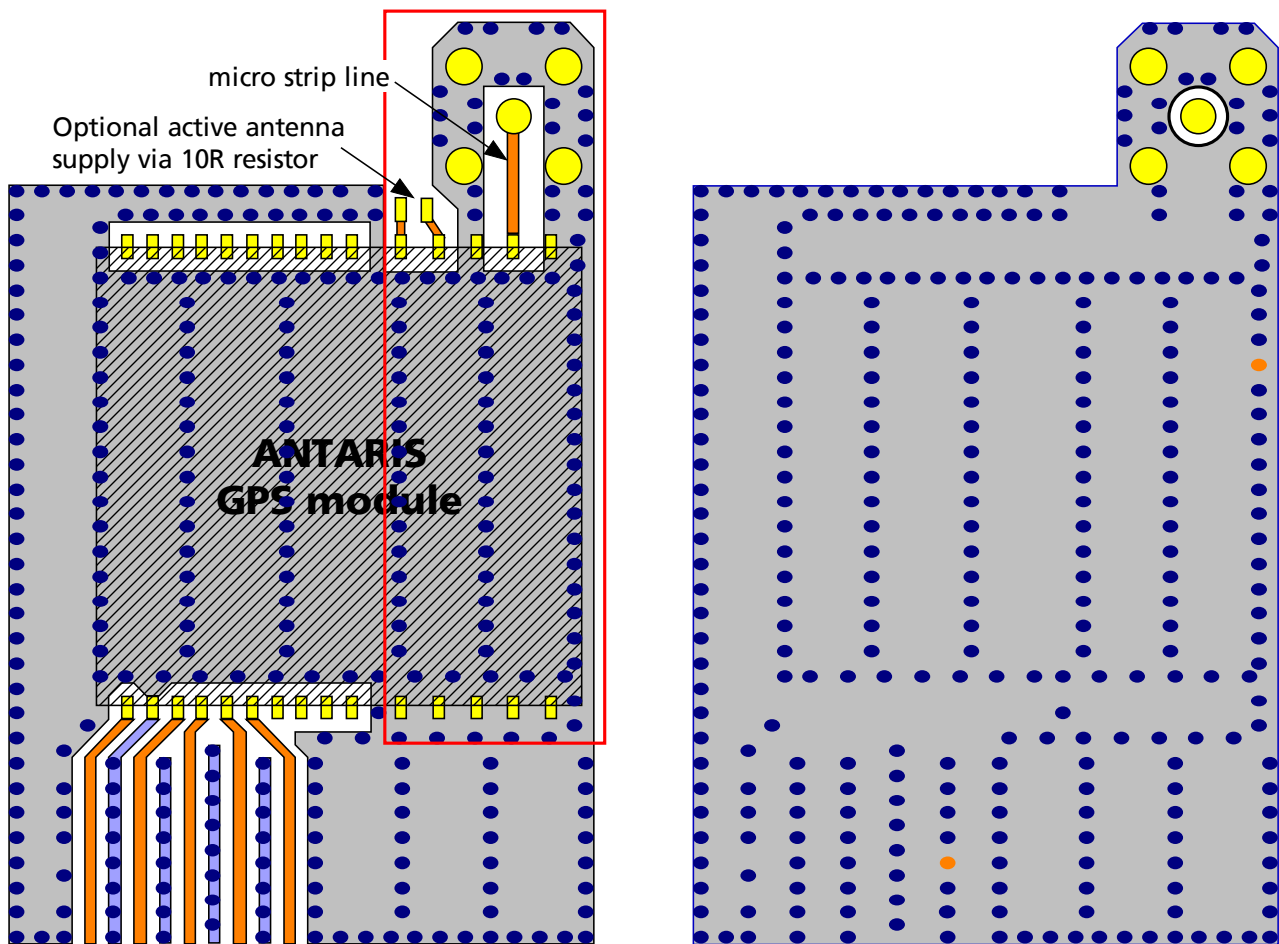 micro strip line
Optional active antenna
supply via 10R resistor
ANTARIS
GPS module